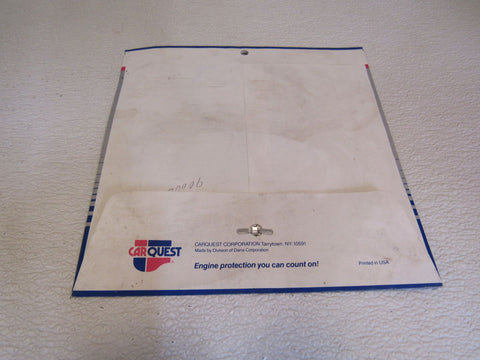 CARQUEST CORPORATION Tarrytown, NY 10591
Made by Division of Dana Corporation
CARQUEST
Engine protection you can count on!
Printed in USA